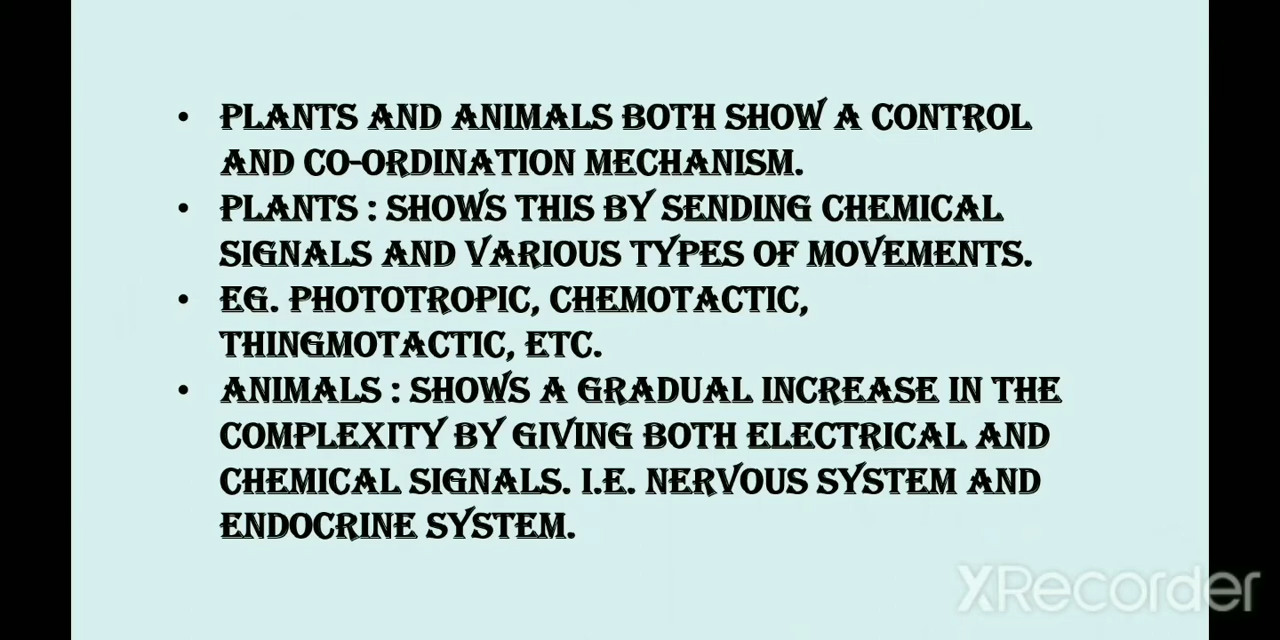 • PLANTS AND ANIMALS BOTH SHOW A CONTROL
AND CO-ORDINATION MECHANISM.
• PLANTS : SHOWS THIS BY SENDING CHEMICAL
SIGNALS AND VARIOUS TYPES OF MOVEMENTS.
• EG. PHOTOTROPIC, CHEMOTACTIC,
THINGMOTACTIC, ETC.
• ANIMALS : SHOWS A GRADUAL INCREASE IN THE
COMPLEXITY BY GIVING BOTH ELECTRICAL AND
CHEMICAL SIGNALS. I.E. NERVOUS SYSTEM AND
ENDOCRINE SYSTEM.
XRecorder